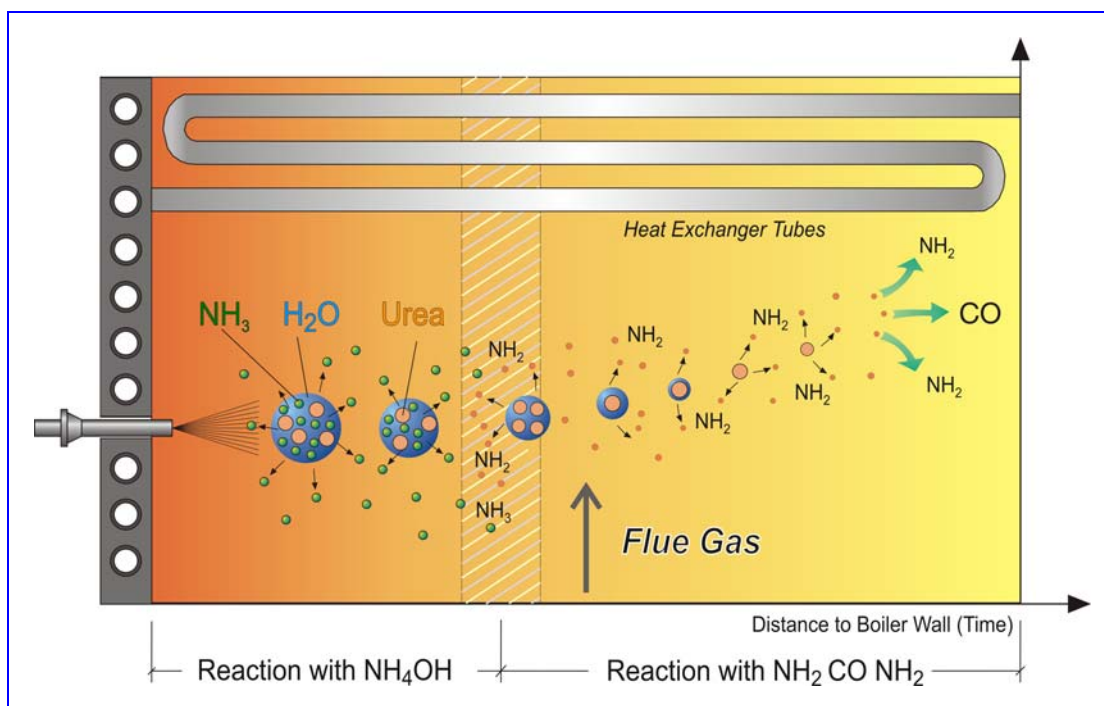 Heat Exchanger Tubes
NH₂
NH₃
H₂O
Urea
NH₂
NH₂
NH₂
CO
NH₂
NH₂
NH₂
NH₂
NH₃
Flue Gas
Distance to Boiler Wall (Time)
Reaction with NH₄OH
Reaction with NH₂ CO NH₂